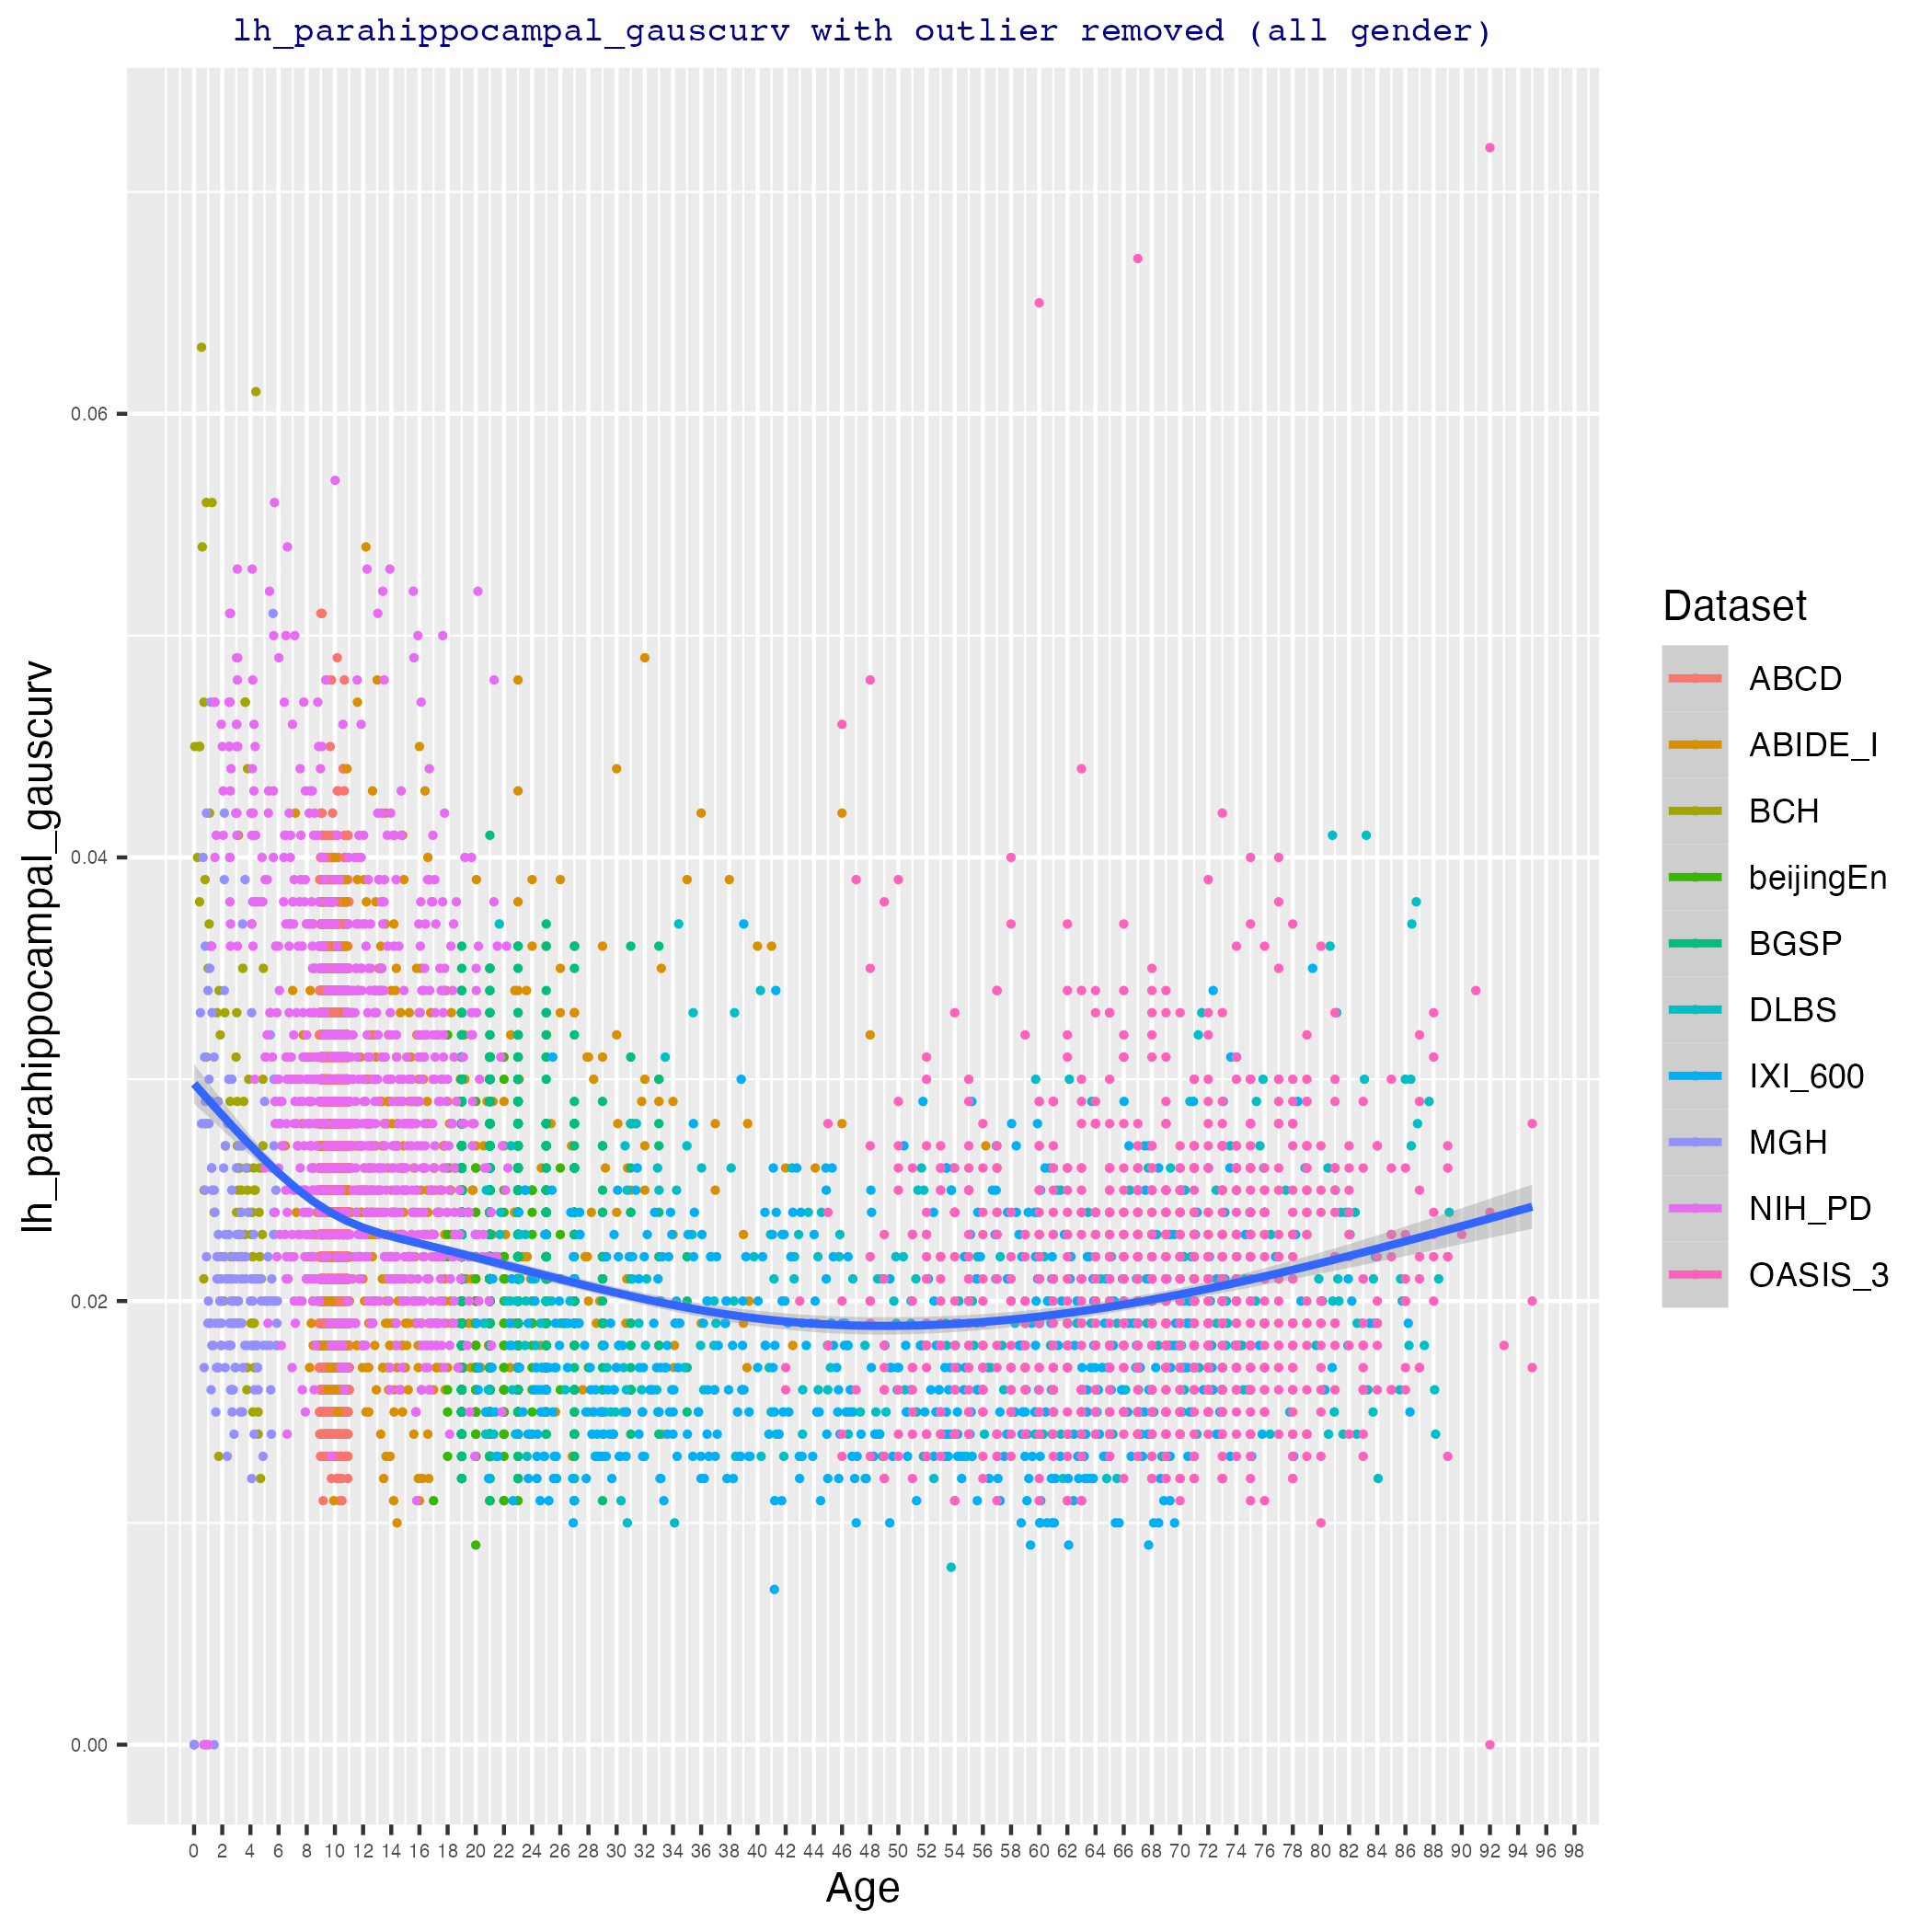 lh_parahippocampal_gauscurv with outlier removed (all gender)
lh_parahippocampal_gauscurv
0.06
0.04
0.02
0.00
0 2 4 6 8 10 12 14 16 18 20 22 24 26 28 30 32 34 36 38 40 42 44 46 48 50 52 54 56 58 60 62 64 66 68 70 72 74 76 78 80 82 84 86 88 90 92 94 96 98
Age
Dataset
ABCD
ABIDE_I
BCH
beijingEn
BGSP
DLBS
IXI_600
MGH
NIH_PD
OASIS_3